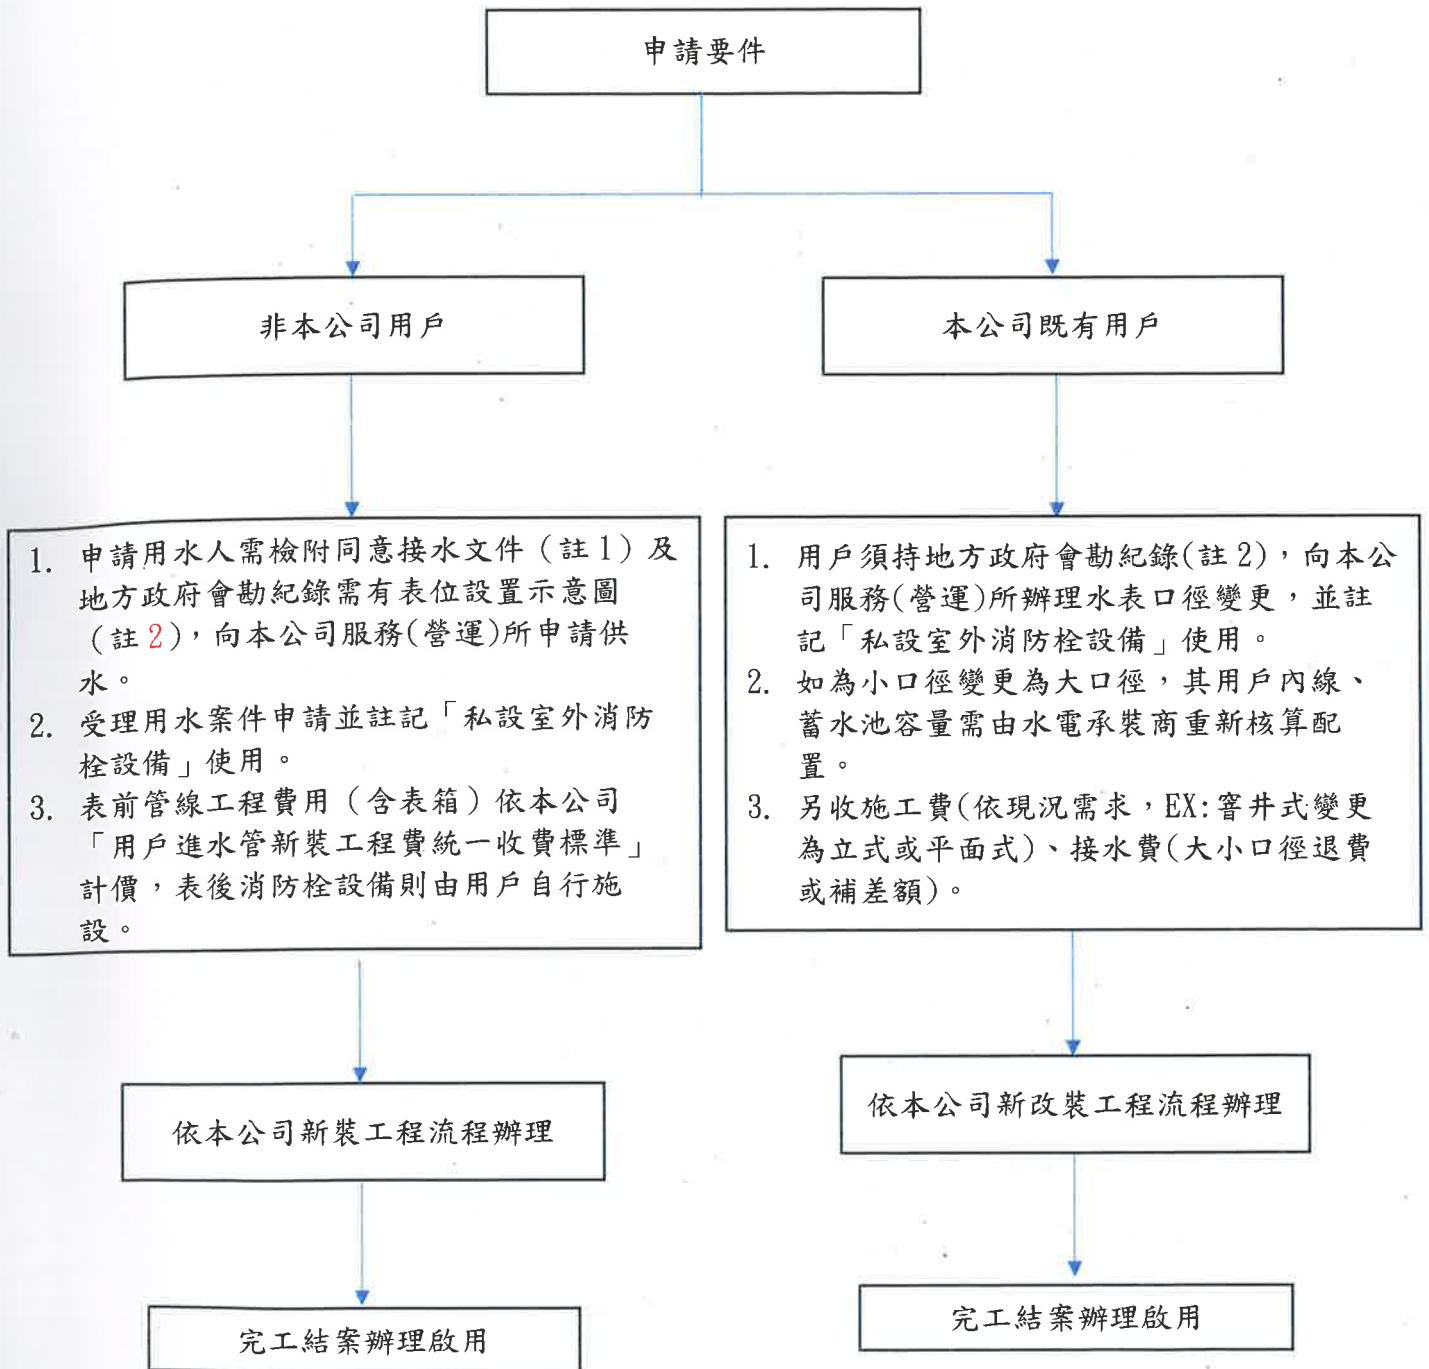 申請要件
非本公司用戶
本公司既有用戶
1. 申請用水人需檢附同意接水文件（註1）及
地方政府會勘紀錄需有表位設置示意圖
（註2），向本公司服務(營運)所申請供
水。
2. 受理用水案件申請並註記「私設室外消防
栓設備」使用。
3. 表前管線工程費用（含表箱）依本公司
「用戶進水管新裝工程費統一收費標準」
計價，表後消防栓設備則由用戶自行施
設。
1. 用戶須持地方政府會勘紀錄(註2)，向本公
司服務(營運)所辦理水表口徑變更，並註
記「私設室外消防栓設備」使用。
2. 如為小口徑變更為大口徑，其用戶內線、
蓄水池容量需由水電承裝商重新核算配
置。
3. 另收施工費(依現況需求，EX:窨井式變更
為立式或平面式)、接水費(大小口徑退費
或補差額)。
依本公司新裝工程流程辦理
依本公司新改裝工程流程辦理
完工結案辦理啟用
完工結案辦理啟用